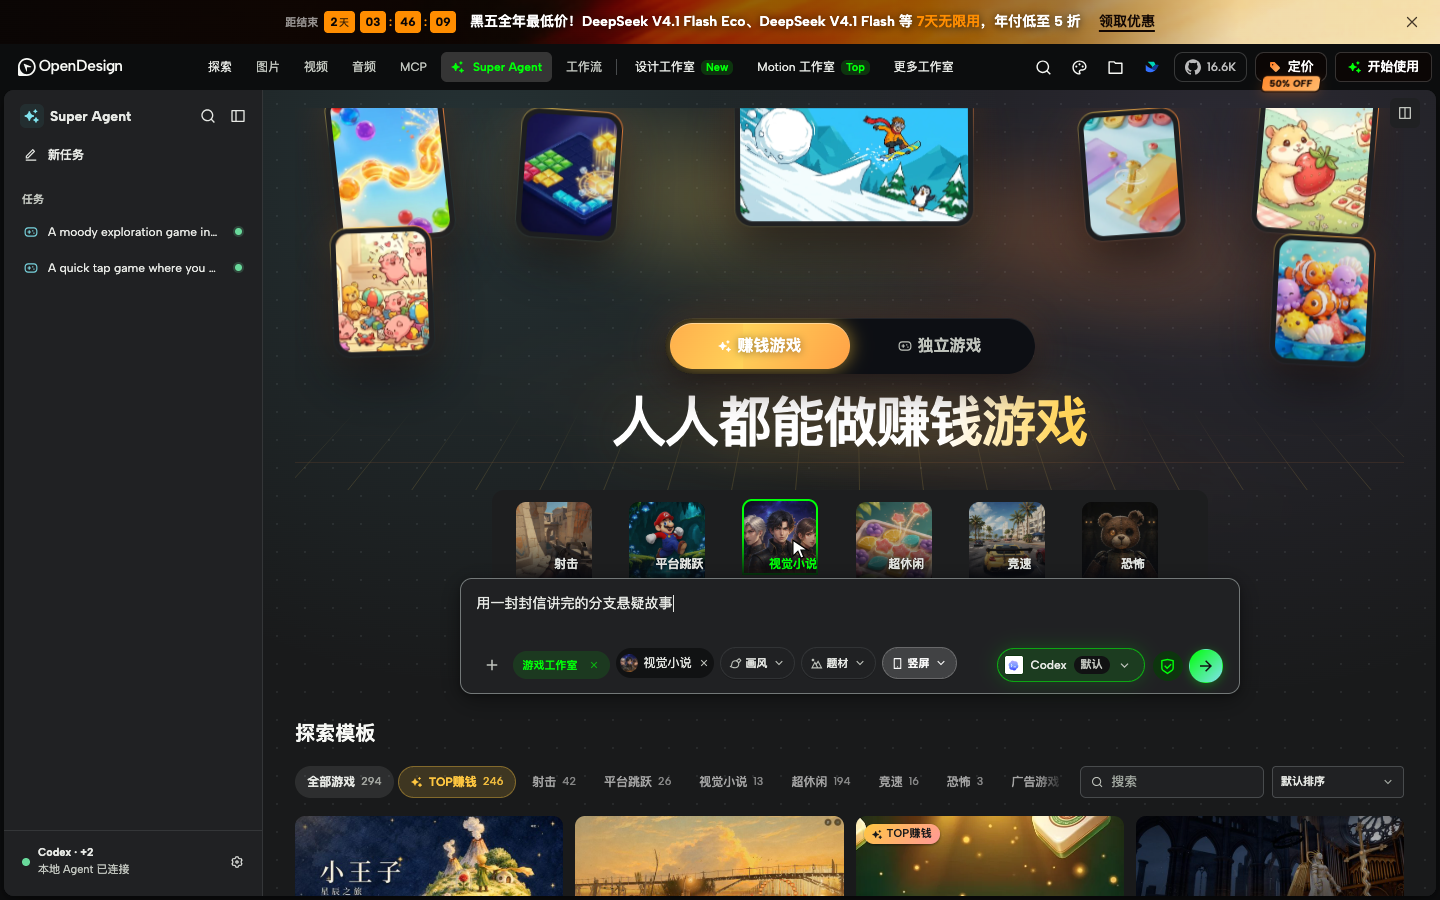 距结束 2天 03 : 46 : 09 黑五全年最低价！DeepSeek V4.1 Flash Eco、DeepSeek V4.1 Flash 等 7天无限用，年付低至 5 折 领取优惠
OpenDesign 探索 图片 视频 音频 MCP Super Agent 工作流 设计工作室 New Motion 工作室 Top 更多工作室 16.6K 定价 开始使用
50% OFF
Super Agent
新任务
任务
A moody exploration game in...
A quick tap game where you ...
赚钱游戏 独立游戏
人人都能做赚钱游戏
射击 平台跳跃 视觉小说 超休闲 竞速 恐怖
用一封封信讲完的分支悬疑故事
游戏工作室 × 视觉小说 × 画风 题材 竖屏 Codex 默认
探索模板
全部游戏 294 TOP赚钱 246 射击 42 平台跳跃 26 视觉小说 13 超休闲 194 竞速 16 恐怖 3 广告游戏 搜索 默认排序
TOP赚钱
小王子
星辰之旅
Codex · +2
本地 Agent 已连接